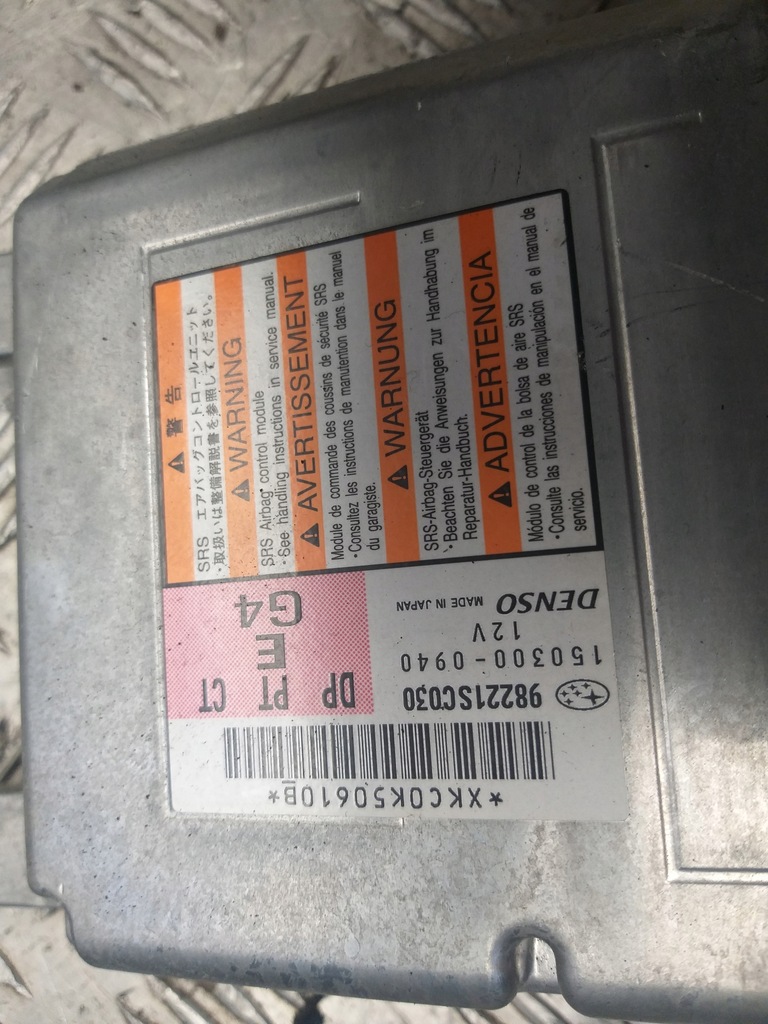 ⚠ 警告
SRS エアバッグコントロールユニット
・取扱いは整備解説書を参照してください。
⚠ WARNING
SRS Airbag control module
・See handling instructions in service manual.
⚠ AVERTISSEMENT
Module de commande des coussins de sécurité SRS
・Consultez les instructions de manutention dans le manuel
du garagiste.
⚠ WARNUNG
SRS-Airbag-Steuergerät
・Beachten Sie die Anweisungen zur Handhabung im
Reparatur-Handbuch.
⚠ ADVERTENCIA
Módulo de control de la bolsa de aire SRS
・Consulte las instrucciones de manipulación en el manual de
servicio.
*XKC0K50610B*
98221SC030
150300-0940
12V
DENSO MADE IN JAPAN
DP PT CT
E
G4